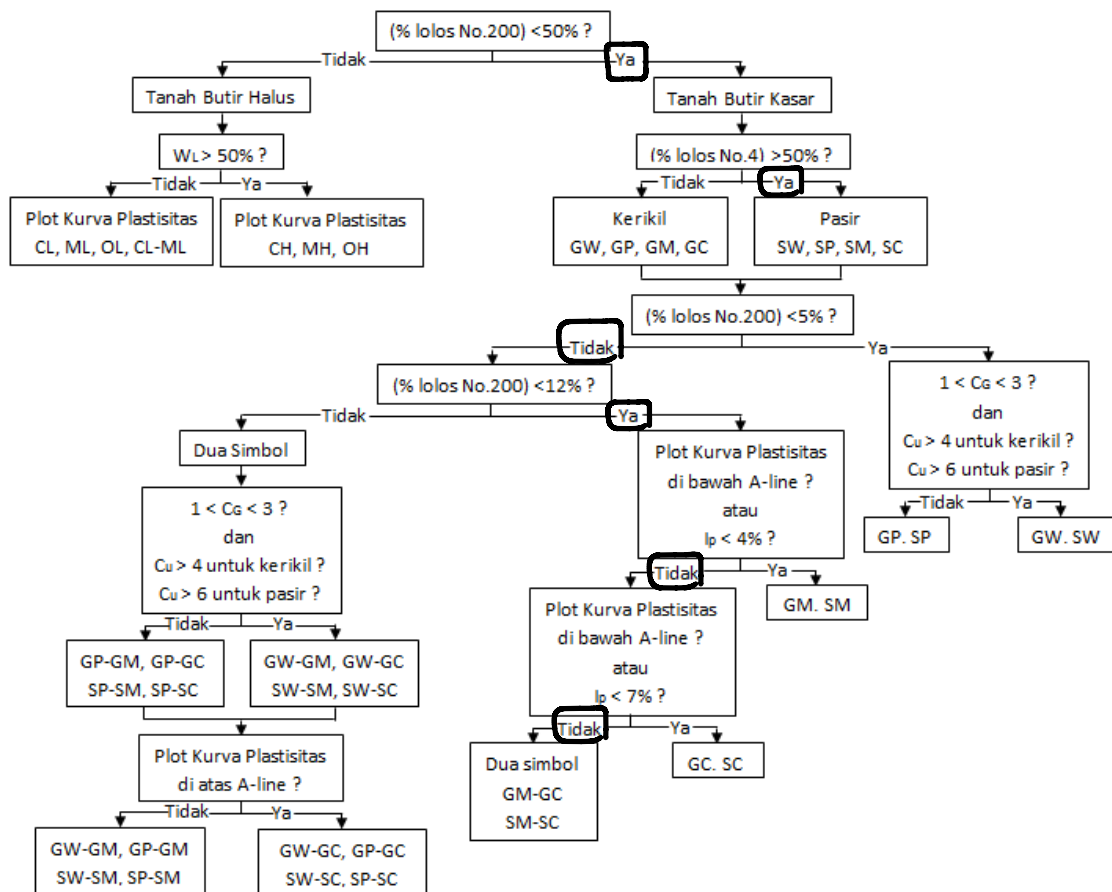 (% lolos No.200) <50% ?
Tidak
Ya
Tanah Butir Halus
Tanah Butir Kasar
WL > 50% ?
(% lolos No.4) >50% ?
Tidak
Ya
Tidak
Ya
Plot Kurva Plastisitas
CL, ML, OL, CL-ML
Plot Kurva Plastisitas
CH, MH, OH
Kerikil
GW, GP, GM, GC
Pasir
SW, SP, SM, SC
(% lolos No.200) <5% ?
Tidak
Ya
(% lolos No.200) <12% ?
1 < CG < 3 ?
dan
Cu > 4 untuk kerikil ?
Cu > 6 untuk pasir ?
Tidak
Ya
Dua Simbol
Plot Kurva Plastisitas
di bawah A-line ?
atau
Ip < 4% ?
Tidak
Ya
GP. SP
GW. SW
1 < CG < 3 ?
dan
Cu > 4 untuk kerikil ?
Cu > 6 untuk pasir ?
Tidak
Ya
GM. SM
Plot Kurva Plastisitas
di bawah A-line ?
atau
Ip < 7% ?
Tidak
Ya
GP-GM, GP-GC
SP-SM, SP-SC
GW-GM, GW-GC
SW-SM, SW-SC
Tidak
Ya
Plot Kurva Plastisitas
di atas A-line ?
Dua simbol
GM-GC
SM-SC
GC. SC
Tidak
Ya
GW-GM, GP-GM
SW-SM, SP-SM
GW-GC, GP-GC
SW-SC, SP-SC